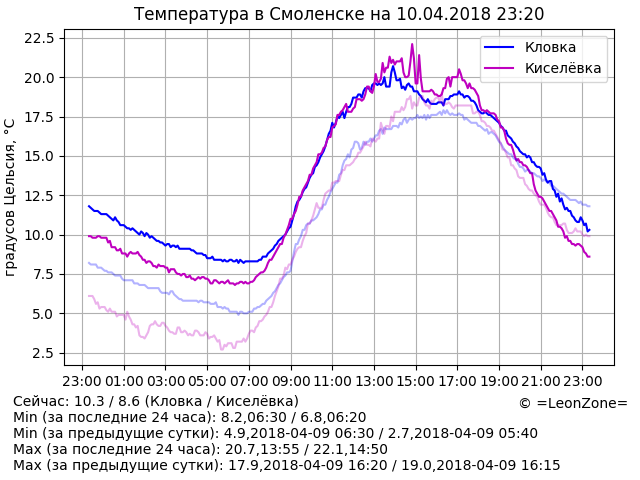 Температура в Смоленске на 10.04.2018 23:20
градусов Цельсия, °C
22.5
20.0
17.5
15.0
12.5
10.0
7.5
5.0
2.5
Кловка
Киселёвка
23:00 01:00 03:00 05:00 07:00 09:00 11:00 13:00 15:00 17:00 19:00 21:00 23:00
Сейчас: 10.3 / 8.6 (Кловка / Киселёвка)
© =LeonZone=
Min (за последние 24 часа): 8.2,06:30 / 6.8,06:20
Min (за предыдущие сутки): 4.9,2018-04-09 06:30 / 2.7,2018-04-09 05:40
Max (за последние 24 часа): 20.7,13:55 / 22.1,14:50
Max (за предыдущие сутки): 17.9,2018-04-09 16:20 / 19.0,2018-04-09 16:15